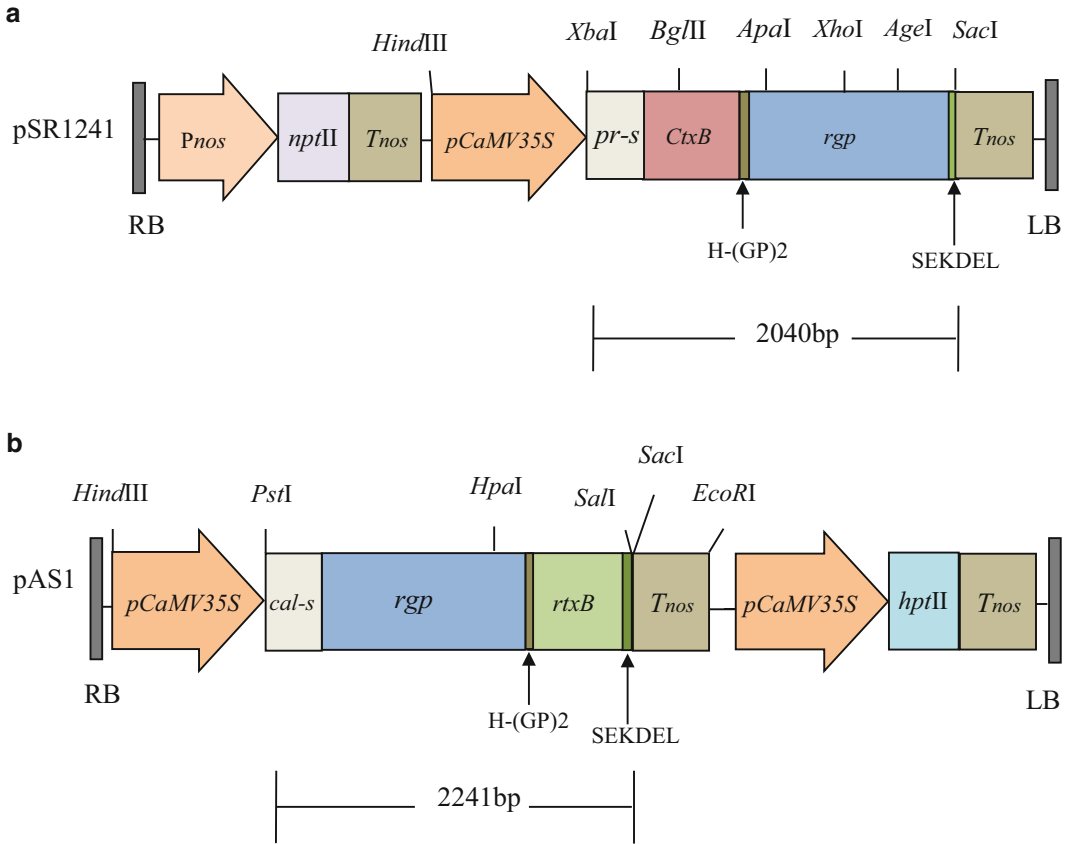 a
HindIII
XbaI
BglII
ApaI
XhoI
AgeI
SacI
pSR1241
Pnos
nptII
Tnos
pCaMV35S
pr-s
CtxB
rgp
Tnos
RB
LB
H-(GP)2
SEKDEL
2040bp
b
HindIII
PstI
HpaI
SalI
SacI
EcoRI
pAS1
pCaMV35S
cal-s
rgp
rtxB
Tnos
pCaMV35S
hptII
Tnos
RB
LB
H-(GP)2
SEKDEL
2241bp